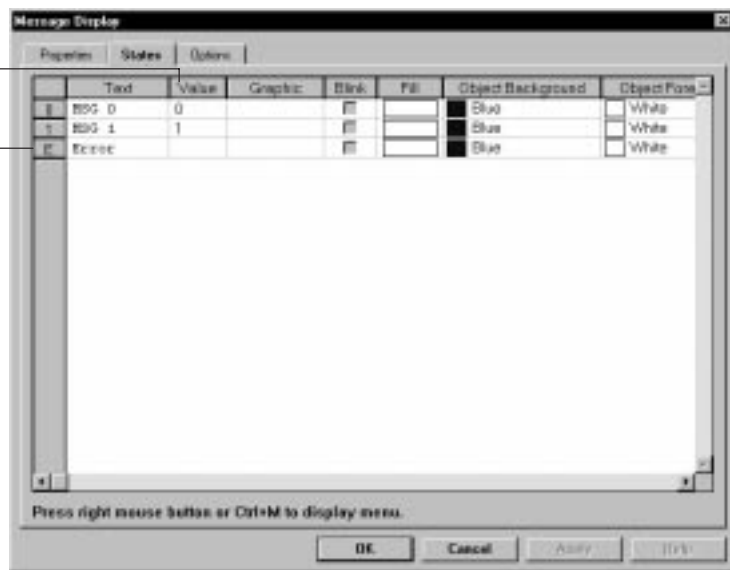 Message Display
Properties States Options
Text Value Graphic Blink Fill Object Background Object Fore
0 MSG 0 0 Blue White
1 MSG 1 1 Blue White
E Error Blue White
Press right mouse button or Ctrl+M to display menu.
OK Cancel Apply Help